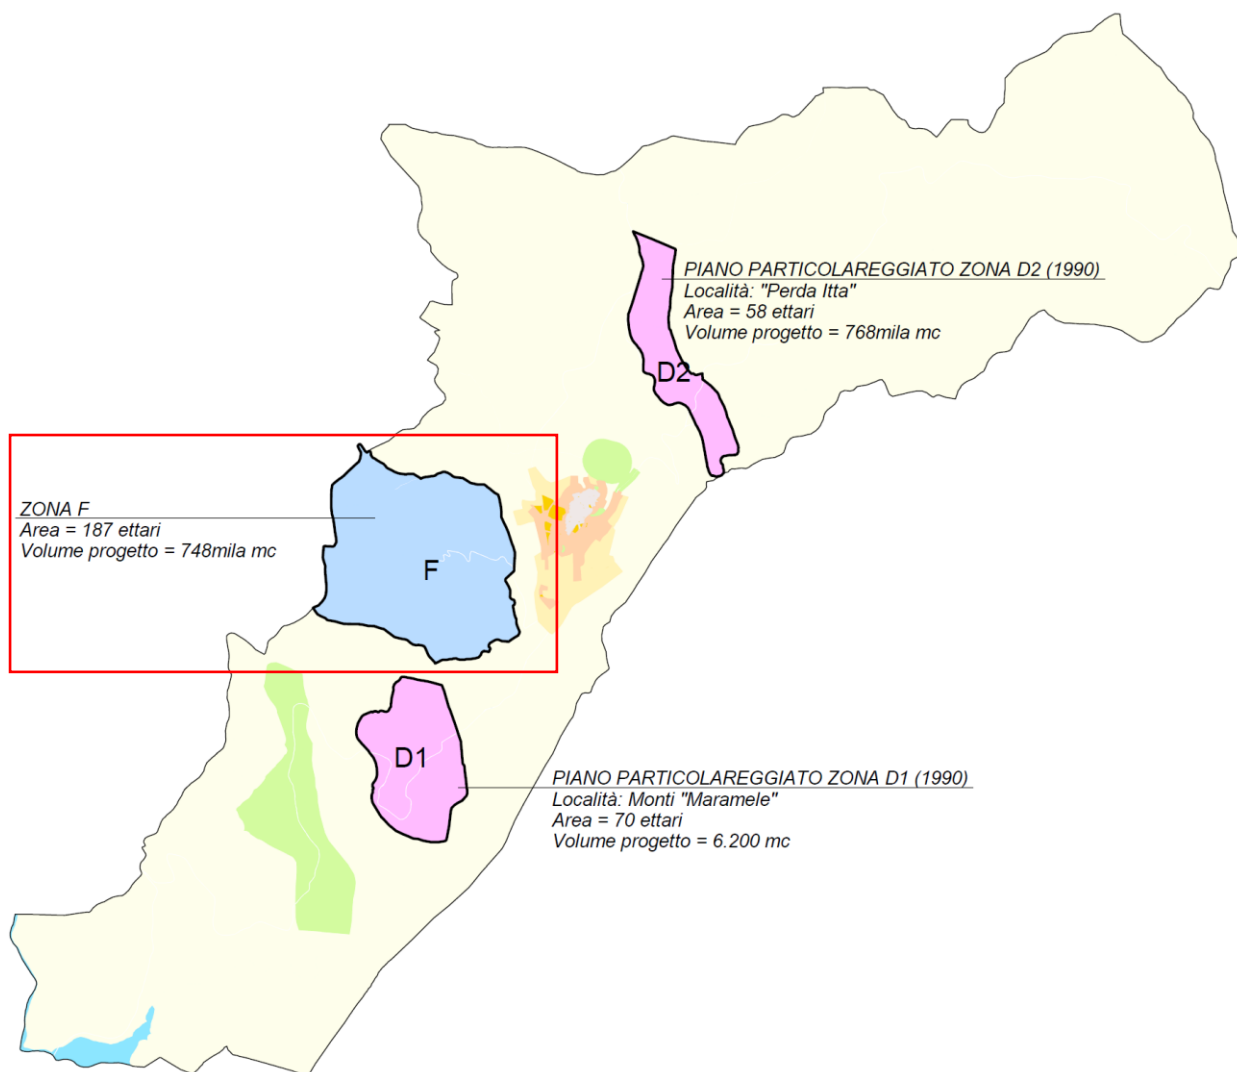 PIANO PARTICOLAREGGIATO ZONA D2 (1990)
Località: "Perda Itta"
Area = 58 ettari
Volume progetto = 768mila mc
D2
ZONA F
Area = 187 ettari
Volume progetto = 748mila mc
F
D1
PIANO PARTICOLAREGGIATO ZONA D1 (1990)
Località: Monti "Maramele"
Area = 70 ettari
Volume progetto = 6.200 mc